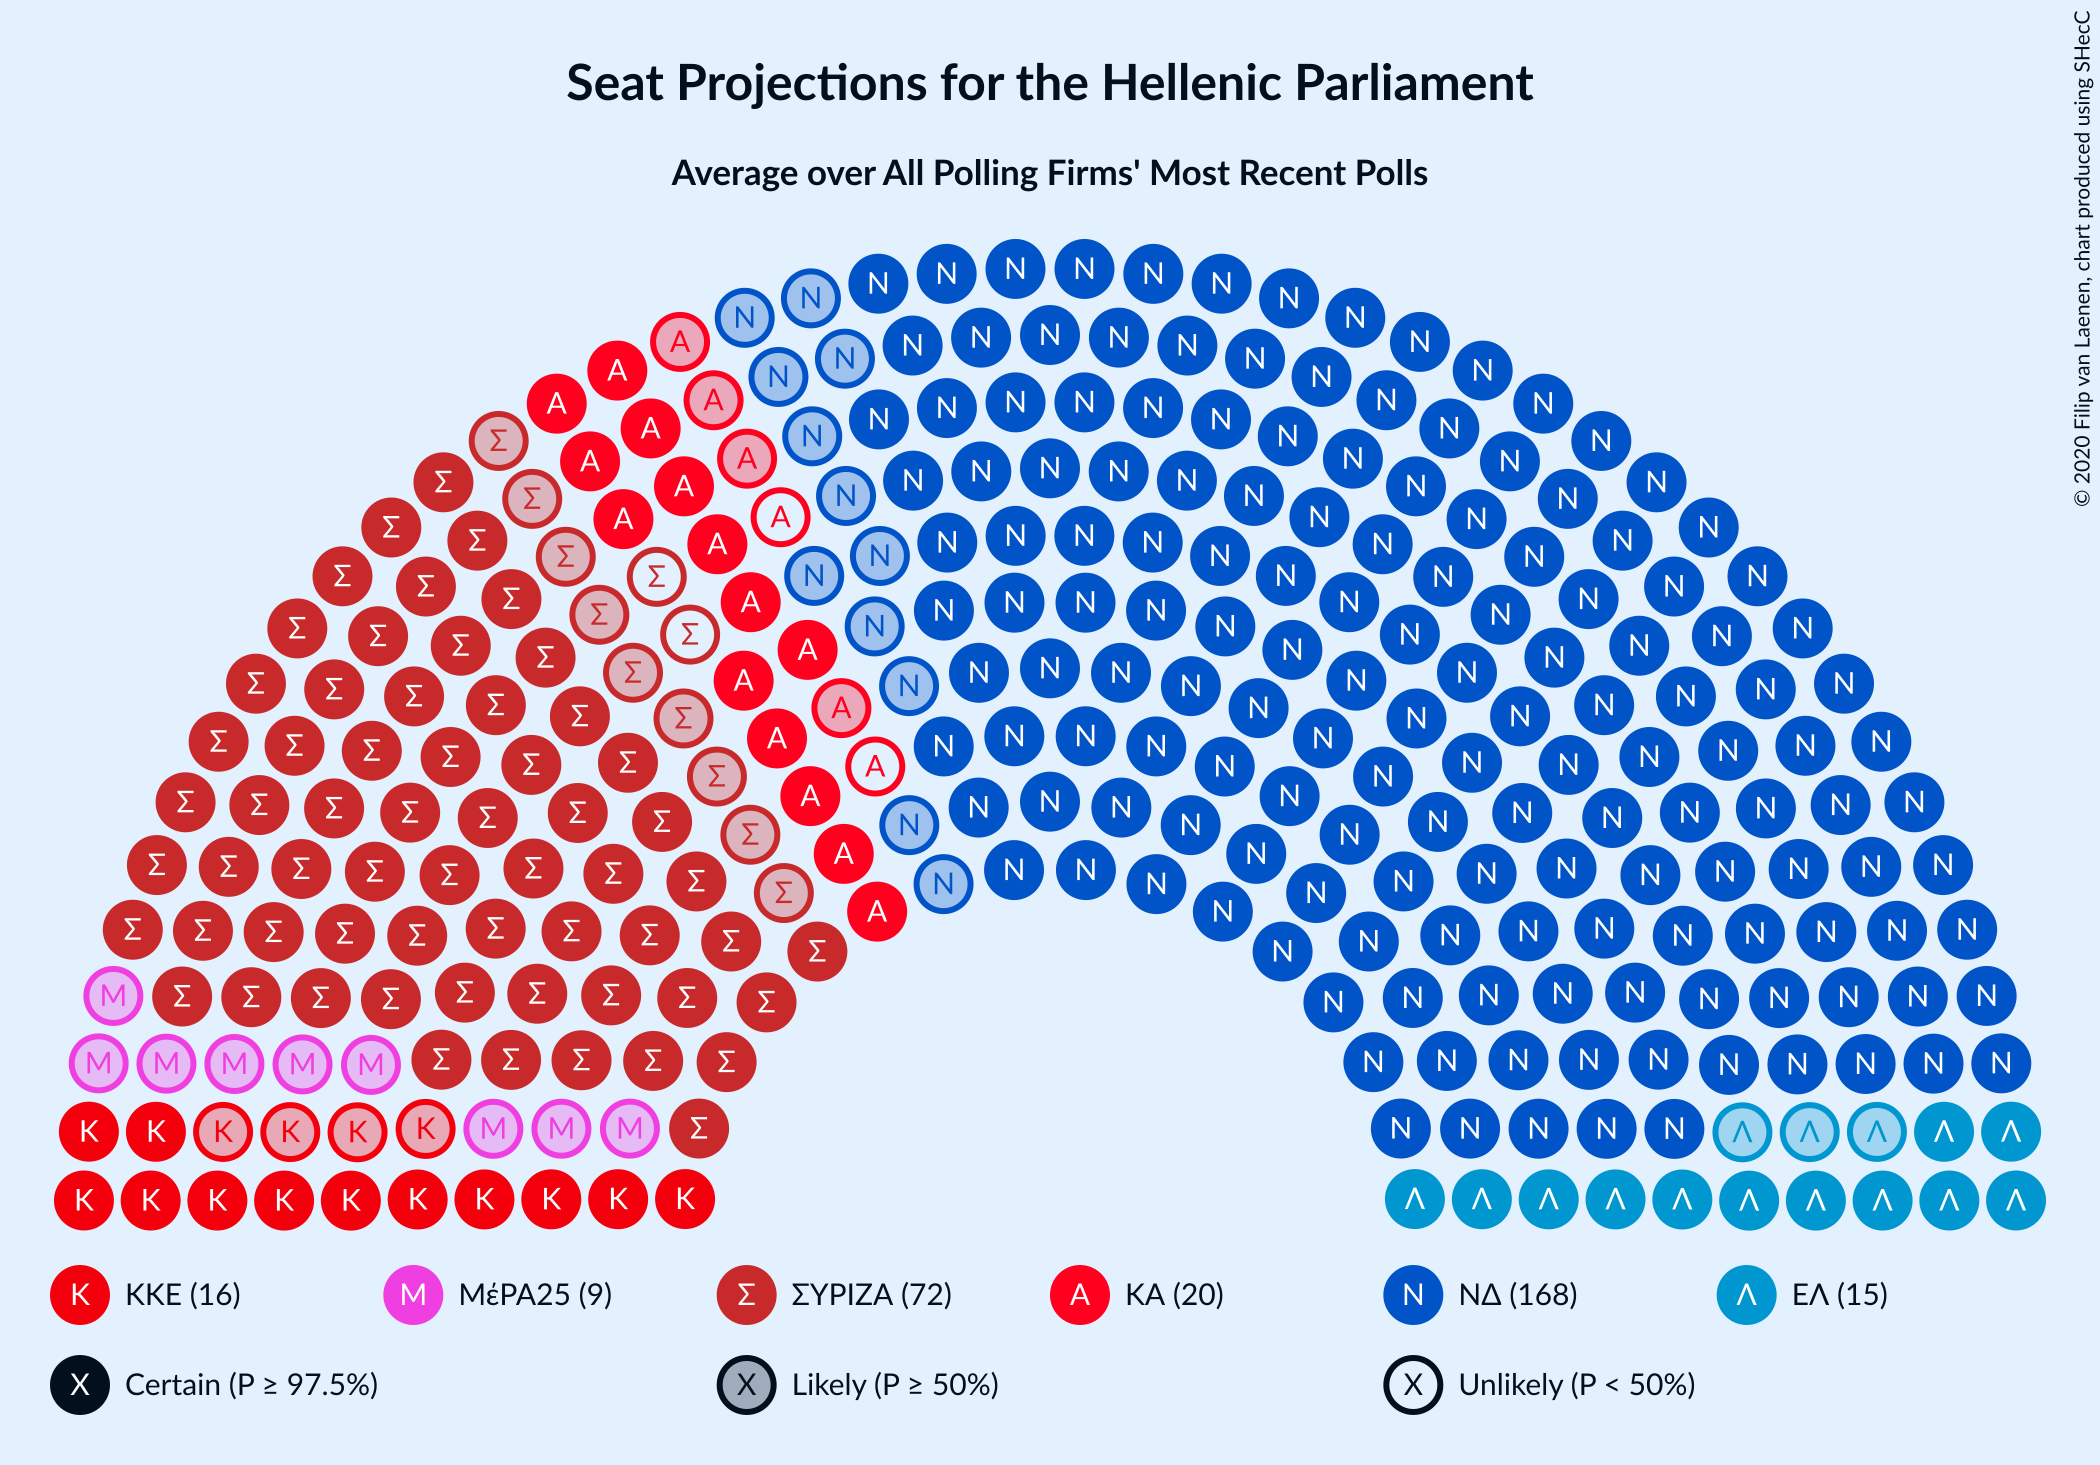 Seat Projections for the Hellenic Parliament
Average over All Polling Firms' Most Recent Polls
© 2020 Filip van Laenen, chart produced using SHecC
K ΚΚΕ (16) M ΜέΡΑ25 (9) Σ ΣΥΡΙΖΑ (72) A ΚΑ (20) N ΝΔ (168) Λ ΕΛ (15)
X Certain (P ≥ 97.5%) X Likely (P ≥ 50%) X Unlikely (P < 50%)